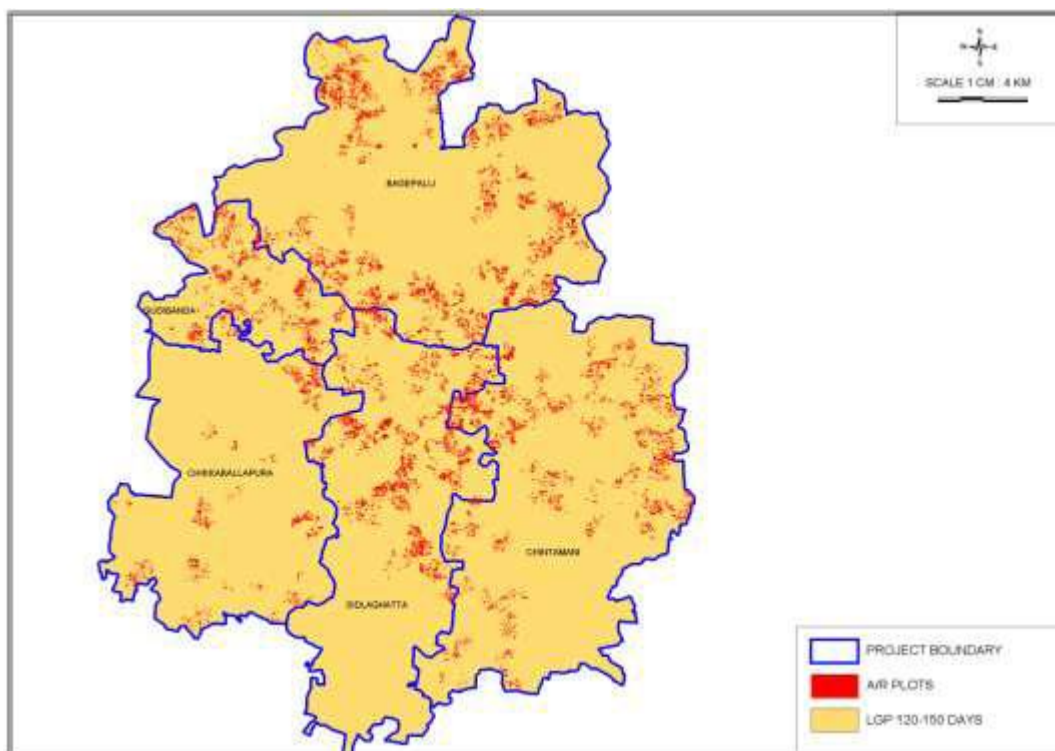 SCALE 1 CM : 4 KM
BAGEPALLI
GUDIBANDA
CHIKKABALLAPURA
SIDLAGHATTA
CHINTAMANI
PROJECT BOUNDARY
A/R PLOTS
LGP 120-150 DAYS